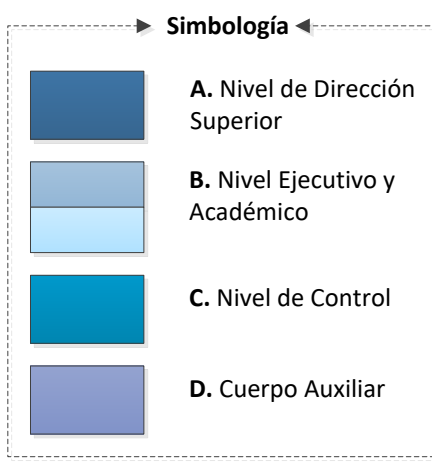 Simbología
A. Nivel de Dirección
Superior
B. Nivel Ejecutivo y
Académico
C. Nivel de Control
D. Cuerpo Auxiliar